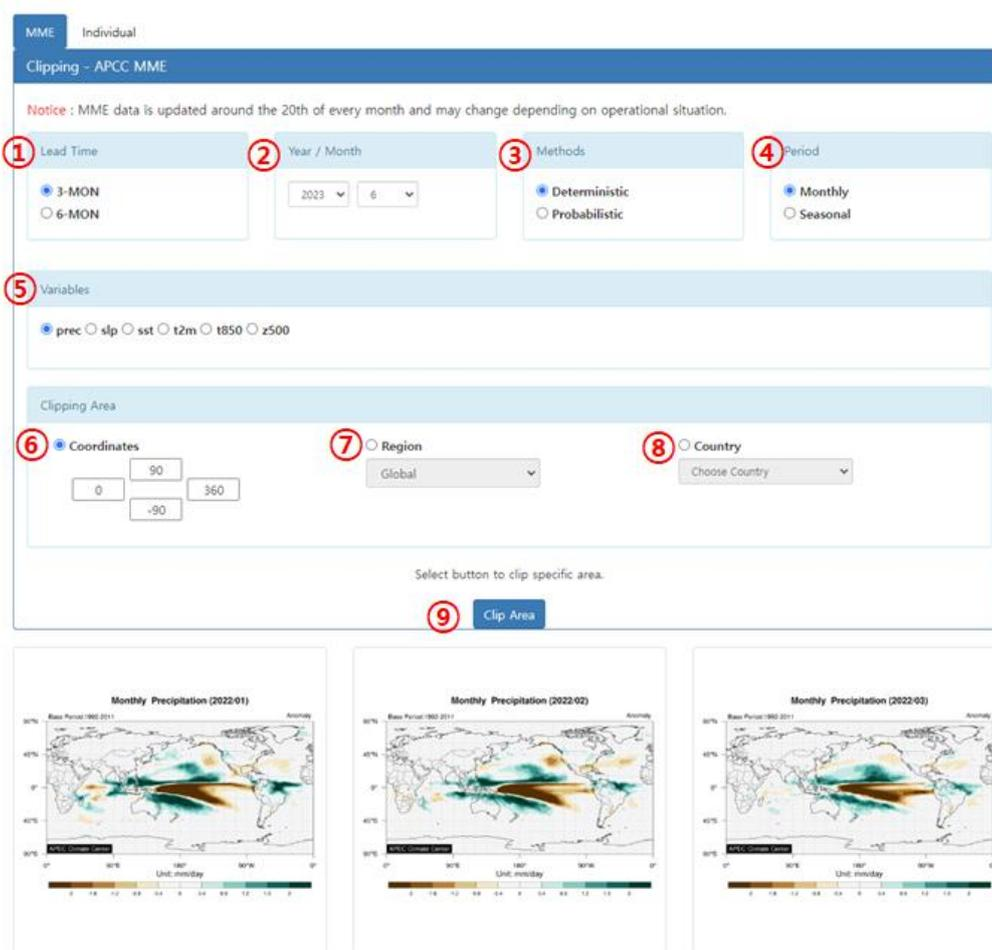 MME Individual
Clipping - APCC MME
Notice : MME data is updated around the 20th of every month and may change depending on operational situation.
① Lead Time ② Year / Month ③ Methods ④ Period
3-MON 2023 6 Deterministic Monthly
6-MON Probabilistic Seasonal
⑤ Variables
prec slp sst t2m t850 z500
Clipping Area
⑥ Coordinates ⑦ Region ⑧ Country
90 Global Choose Country
0 360
-90
Select button to clip specific area.
⑨ Clip Area
Monthly Precipitation (2022/01) Monthly Precipitation (2022/02) Monthly Precipitation (2022/03)
Anomaly Anomaly Anomaly
APEC Climate Center APEC Climate Center APEC Climate Center
Unit: mm/day Unit: mm/day Unit: mm/day